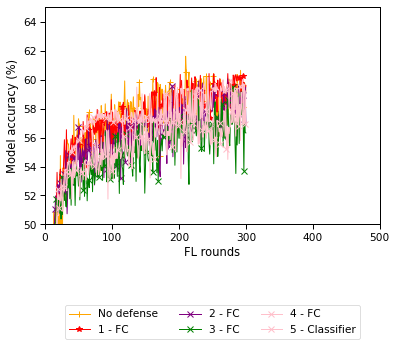 64
62
60
58
56
54
52
50
Model accuracy (%)
0 100 200 300 400 500
FL rounds
No defense 2 - FC 4 - FC
1 - FC 3 - FC 5 - Classifier